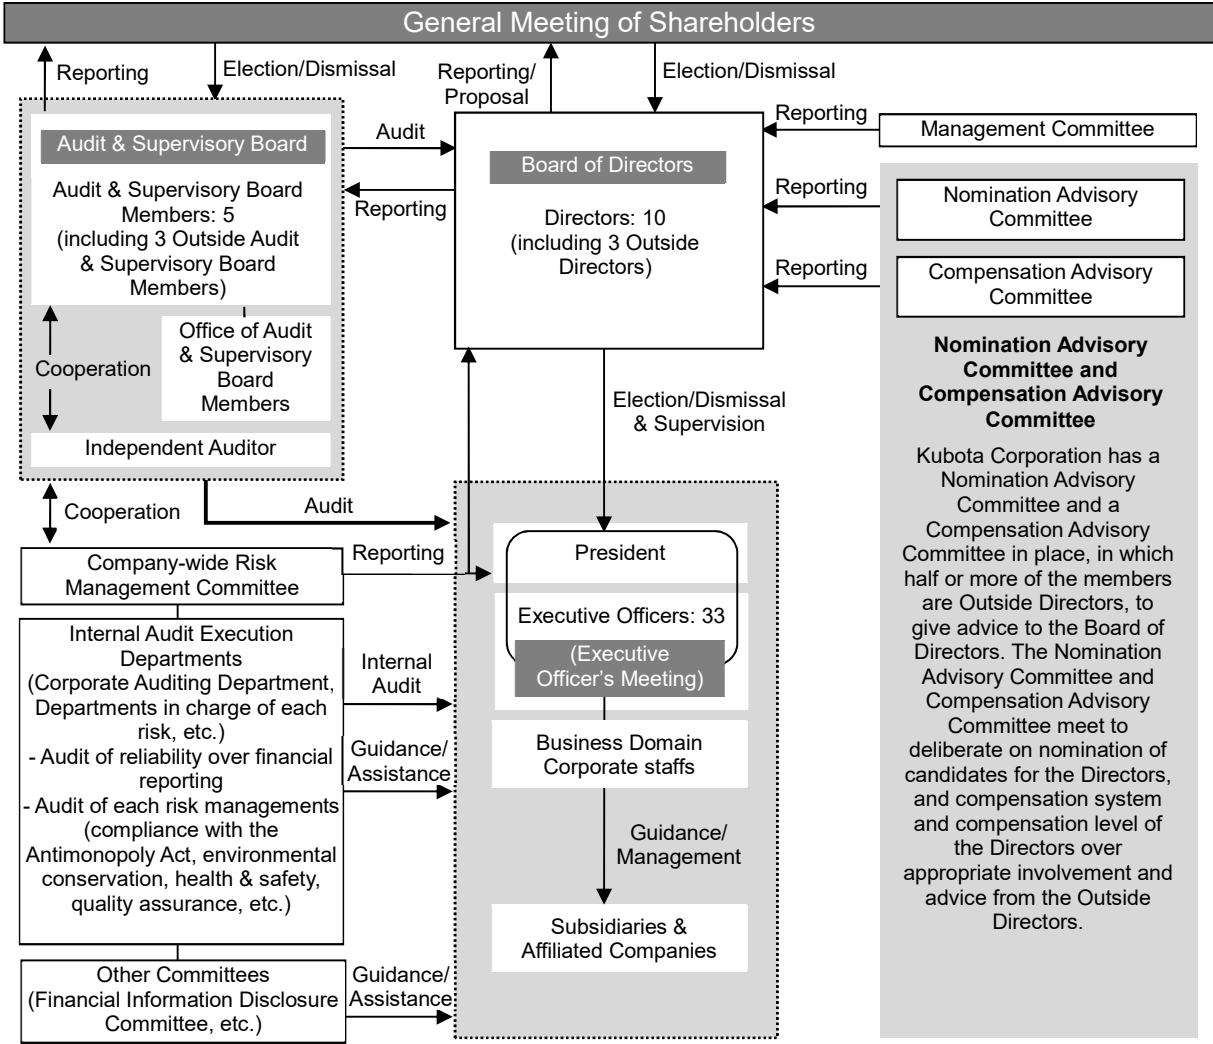 General Meeting of Shareholders
Reporting
Election/Dismissal
Reporting/
Proposal
Election/Dismissal
Audit & Supervisory Board
Audit & Supervisory Board
Members: 5
(including 3 Outside Audit
& Supervisory Board
Members)
Cooperation
Office of Audit
& Supervisory
Board
Members
Independent Auditor
Audit
Reporting
Board of Directors
Directors: 10
(including 3 Outside
Directors)
Reporting
Management Committee
Reporting
Nomination Advisory
Committee
Reporting
Compensation Advisory
Committee
Nomination Advisory
Committee and
Compensation Advisory
Committee
Kubota Corporation has a
Nomination Advisory
Committee and a
Compensation Advisory
Committee in place, in which
half or more of the members
are Outside Directors, to
give advice to the Board of
Directors. The Nomination
Advisory Committee and
Compensation Advisory
Committee meet to
deliberate on nomination of
candidates for the Directors,
and compensation system
and compensation level of
the Directors over
appropriate involvement and
advice from the Outside
Directors.
Election/Dismissal
& Supervision
Cooperation
Audit
Company-wide Risk
Management Committee
Reporting
President
Executive Officers: 33
(Executive
Officer's Meeting)
Internal Audit Execution
Departments
(Corporate Auditing Department,
Departments in charge of each
risk, etc.)
- Audit of reliability over financial
reporting
- Audit of each risk managements
(compliance with the
Antimonopoly Act, environmental
conservation, health & safety,
quality assurance, etc.)
Internal
Audit
Guidance/
Assistance
Business Domain
Corporate staffs
Guidance/
Management
Subsidiaries &
Affiliated Companies
Other Committees
(Financial Information Disclosure
Committee, etc.)
Guidance/
Assistance